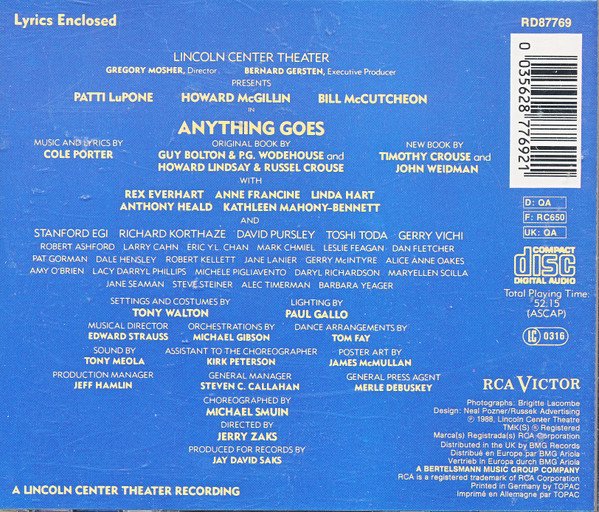 Lyrics Enclosed
RD87769
LINCOLN CENTER THEATER
GREGORY MOSHER, Director BERNARD GERSTEN, Executive Producer
PRESENTS
PATTI LuPONE HOWARD McGILLIN BILL McCUTCHEON
in
ANYTHING GOES
MUSIC AND LYRICS BY
COLE PORTER
ORIGINAL BOOK BY
GUY BOLTON & P.G. WODEHOUSE and
HOWARD LINDSAY & RUSSEL CROUSE
NEW BOOK BY
TIMOTHY CROUSE and
JOHN WEIDMAN
WITH
REX EVERHART ANNE FRANCINE LINDA HART
ANTHONY HEALD KATHLEEN MAHONY-BENNETT
AND
STANFORD EGI RICHARD KORTHAZE DAVID PURSLEY TOSHI TODA GERRY VICHI
ROBERT ASHFORD LARRY CAHN ERIC Y.L. CHAN MARK CHMIEL LESLIE FEAGAN DAN FLETCHER
PAT GORMAN DALE HENSLEY ROBERT KELLETT JANE LANIER GERRY McINTYRE ALICE ANNE OAKES
AMY O'BRIEN LACY DARRYL PHILLIPS MICHELE PIGLIAVENTO DARYL RICHARDSON MARYELLEN SCILLA
JANE SEAMAN STEVE STEINER ALEC TIMERMAN BARBARA YEAGER
SETTINGS AND COSTUMES BY
TONY WALTON
LIGHTING BY
PAUL GALLO
MUSICAL DIRECTOR
EDWARD STRAUSS
ORCHESTRATIONS BY
MICHAEL GIBSON
DANCE ARRANGEMENTS BY
TOM FAY
SOUND BY
TONY MEOLA
ASSISTANT TO THE CHOREOGRAPHER
KIRK PETERSON
POSTER ART BY
JAMES McMULLAN
PRODUCTION MANAGER
JEFF HAMLIN
GENERAL MANAGER
STEVEN C. CALLAHAN
GENERAL PRESS AGENT
MERLE DEBUSKEY
CHOREOGRAPHED BY
MICHAEL SMUIN
DIRECTED BY
JERRY ZAKS
PRODUCED FOR RECORDS BY
JAY DAVID SAKS
A LINCOLN CENTER THEATER RECORDING
0 035628 776921
D: QA
F: RC650
UK: QA
COMPACT
disc
DIGITAL AUDIO
Total Playing Time:
52:15
(ASCAP)
LC 0316
RCA VICTOR
Photographs: Brigitte Lacombe
Design: Neal Pozner/Russek Advertising
℗ 1988, Lincoln Center Theatre
TMK(S) ® Registered
Marca(s) Registrada(s) RCA Corporation
Distributed in the UK by BMG Records
Distribué en Europe par BMG Ariola
Vertrieb in Europa durch BMG Ariola
A BERTELSMANN MUSIC GROUP COMPANY
RCA is a registered trademark of RCA Corporation
Printed in Germany by TOPAC
Imprimé en Allemagne par TOPAC